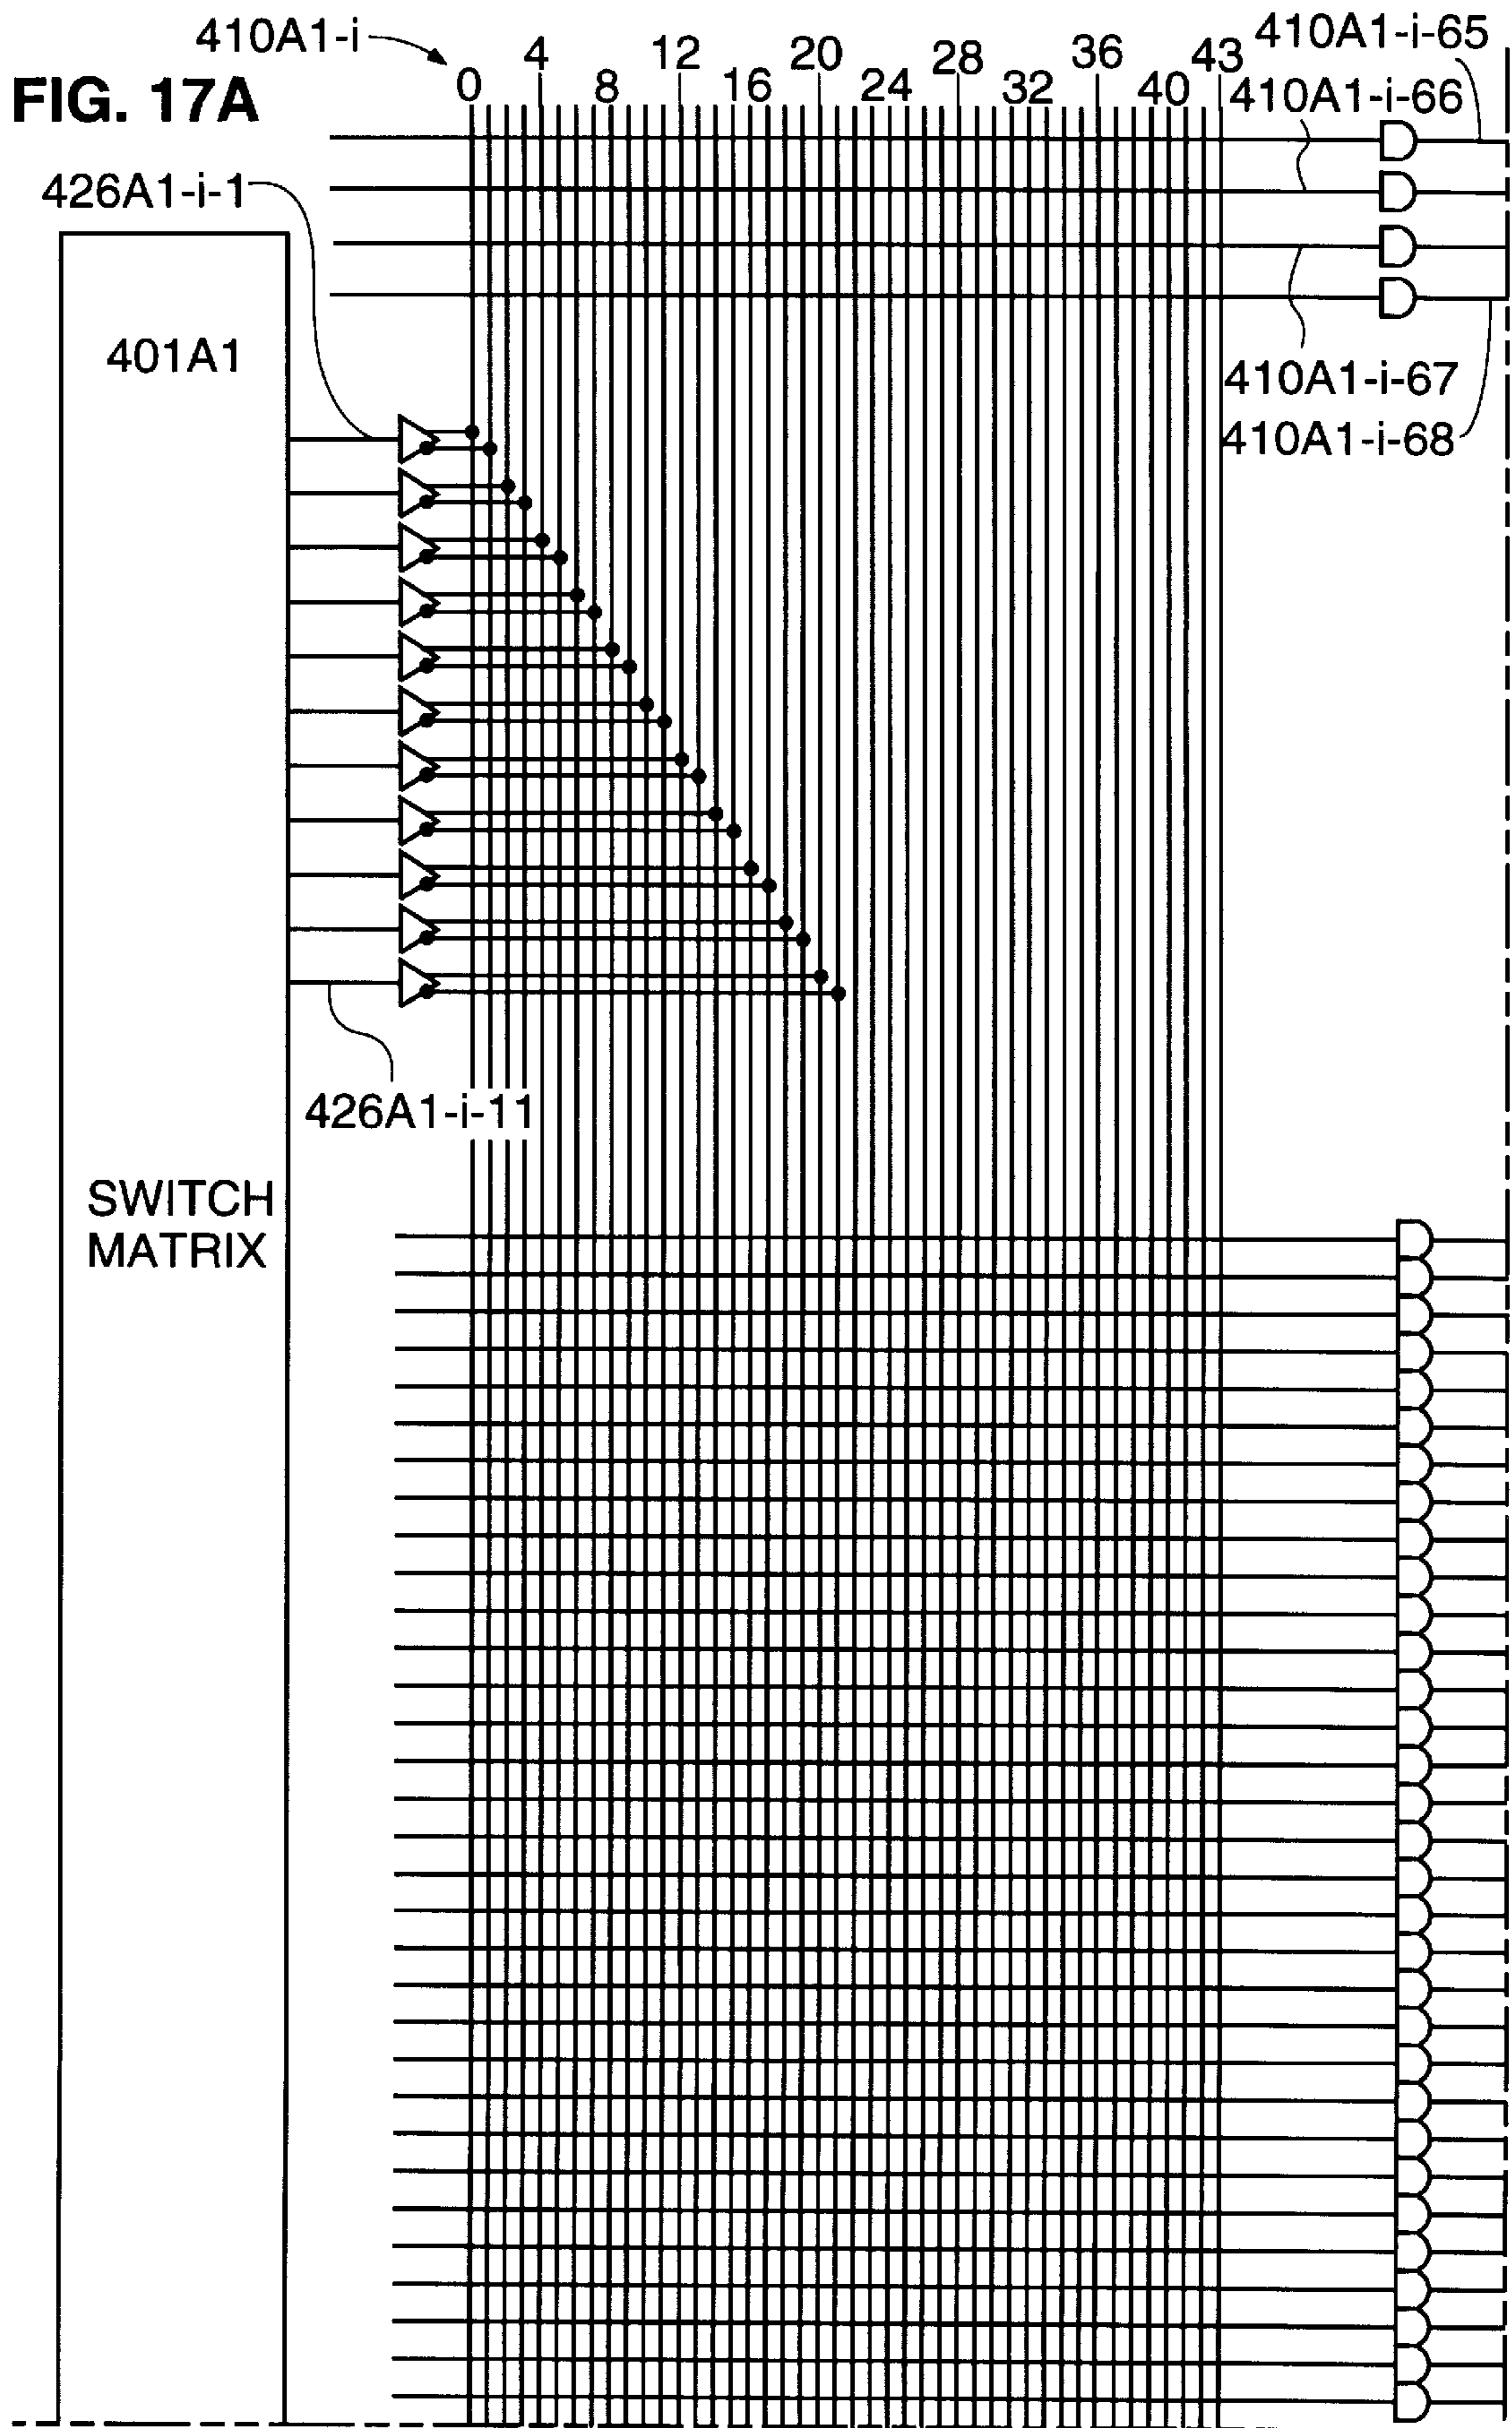 FIG. 17A
410A1-i
0 4 8 12 16 20 24 28 32 36 40 43
410A1-i-65
410A1-i-66
426A1-i-1
401A1
410A1-i-67
410A1-i-68
426A1-i-11
SWITCH
MATRIX